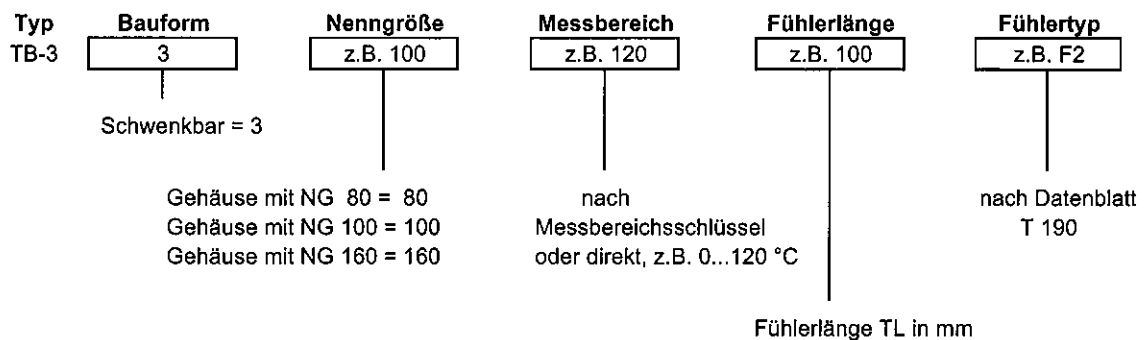 Typ Bauform Nenngröße Messbereich Fühlerlänge Fühlertyp
TB-3 3 z.B. 100 z.B. 120 z.B. 100 z.B. F2
Schwenkbar = 3
Gehäuse mit NG 80 = 80 nach nach Datenblatt
Gehäuse mit NG 100 = 100 Messbereichsschlüssel T 190
Gehäuse mit NG 160 = 160 oder direkt, z.B. 0...120 °C
Fühlerlänge TL in mm